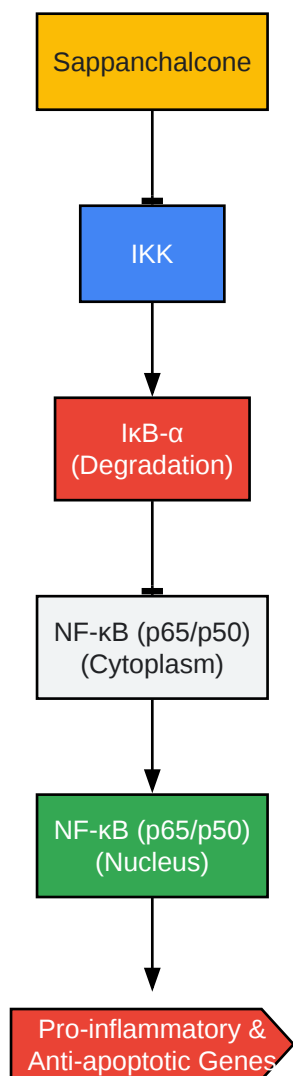 Sappanchalcone
IKK
IκB-α
(Degradation)
NF-κB (p65/p50)
(Cytoplasm)
NF-κB (p65/p50)
(Nucleus)
Pro-inflammatory &
Anti-apoptotic Genes